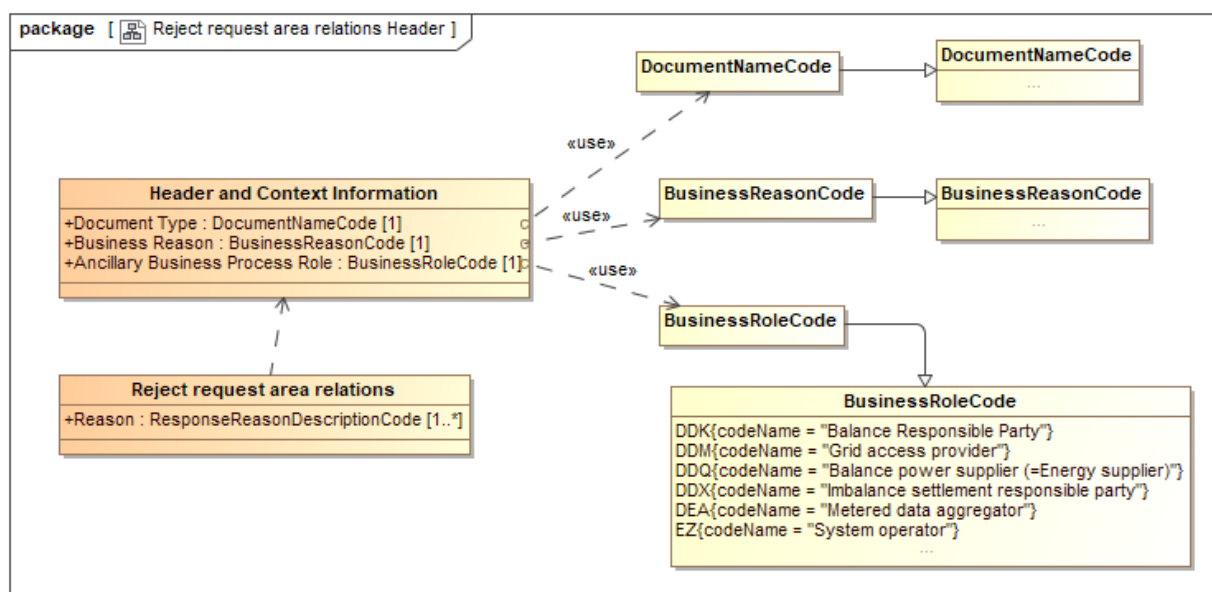 package [ Reject request area relations Header ]
DocumentNameCode
DocumentNameCode
...
«use»
Header and Context Information
+Document Type : DocumentNameCode [1]
+Business Reason : BusinessReasonCode [1]
+Ancillary Business Process Role : BusinessRoleCode [1]
«use»
BusinessReasonCode
BusinessReasonCode
...
«use»
BusinessRoleCode
Reject request area relations
+Reason : ResponseReasonDescriptionCode [1..*]
BusinessRoleCode
DDK{codeName = "Balance Responsible Party"}
DDM{codeName = "Grid access provider"}
DDQ{codeName = "Balance power supplier (=Energy supplier)"}
DDX{codeName = "Imbalance settlement responsible party"}
DEA{codeName = "Metered data aggregator"}
EZ{codeName = "System operator"}
...